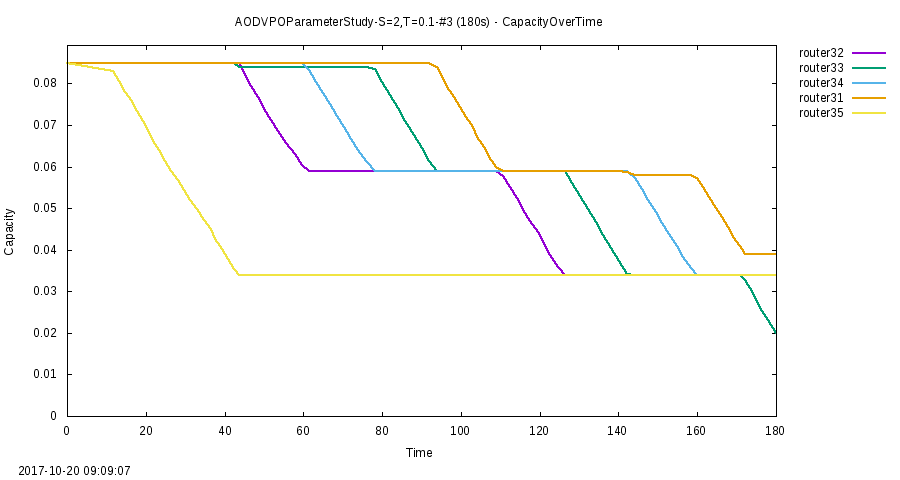 AODVPOParameterStudy-S=2,T=0.1-#3 (180s) - CapacityOverTime
router32
router33
router34
router31
router35
0.08
0.07
0.06
0.05
0.04
0.03
0.02
0.01
0
Capacity
0 20 40 60 80 100 120 140 160 180
Time
2017-10-20 09:09:07